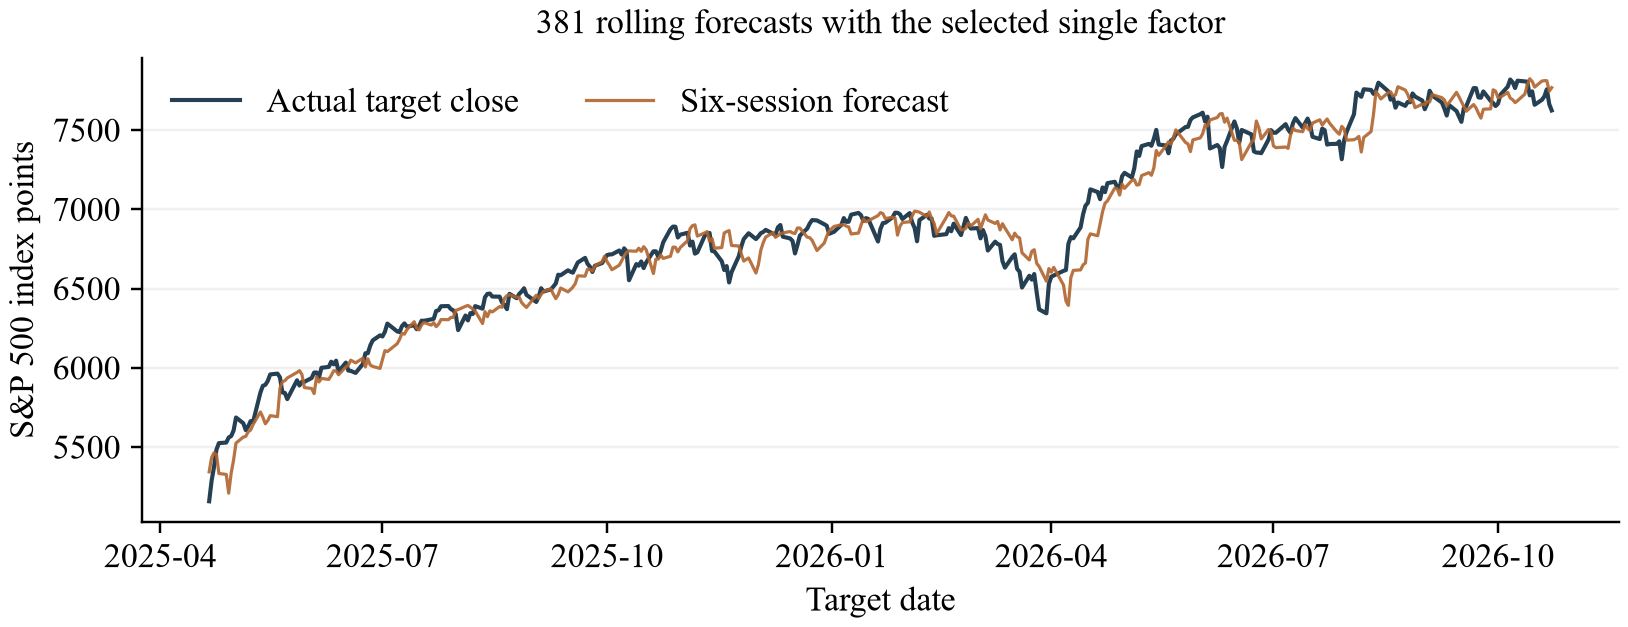 381 rolling forecasts with the selected single factor
Actual target close
Six-session forecast
S&P 500 index points
7500
7000
6500
6000
5500
2025-04
2025-07
2025-10
2026-01
2026-04
2026-07
2026-10
Target date